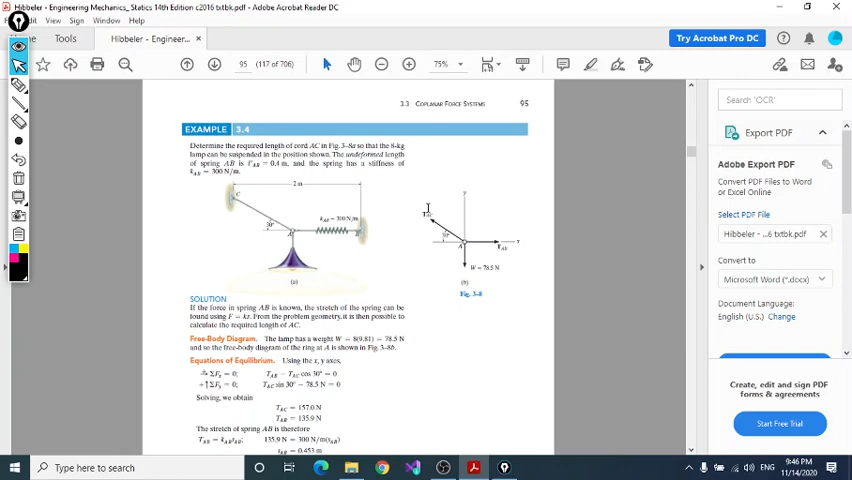 Hibbeler - Engineering Mechanics_ Statics 14th Edition c2016 txtbk.pdf - Adobe Acrobat Reader DC
View Sign Window Help
Tools
Hibbeler - Engineer...
Try Acrobat Pro DC
95 (117 of 706)
75%
3.3 COPLANAR FORCE SYSTEMS 95
EXAMPLE 3.4
Determine the required length of cord AC in Fig. 3–8a so that the 8-kg
lamp can be suspended in the position shown. The undeformed length
of spring AB is l'AB = 0.4 m, and the spring has a stiffness of
kAB = 300 N/m.
2 m
C
30°
kAB = 300 N/m
A
B
(a)
y
TAC
30°
A
x
TAB
W = 78.5 N
(b)
Fig. 3–8
SOLUTION
If the force in spring AB is known, the stretch of the spring can be
found using F = ks. From the problem geometry, it is then possible to
calculate the required length of AC.
Free-Body Diagram. The lamp has a weight W = 8(9.81) = 78.5 N
and so the free-body diagram of the ring at A is shown in Fig. 3–8b.
Equations of Equilibrium. Using the x, y axes,
→+ ΣFx = 0; TAB − TAC cos 30° = 0
+↑ ΣFy = 0; TAC sin 30° − 78.5 N = 0
Solving, we obtain
TAC = 157.0 N
TAB = 135.9 N
The stretch of spring AB is therefore
TAB = kABsAB; 135.9 N = 300 N/m(sAB)
sAB = 0.453 m
Search 'OCR'
Export PDF
Adobe Export PDF
Convert PDF Files to Word
or Excel Online
Select PDF File
Hibbeler - ...6 txtbk.pdf
Convert to
Microsoft Word (*.docx)
Document Language:
English (U.S.) Change
Create, edit and sign PDF
forms & agreements
Start Free Trial
Type here to search
ENG
9:46 PM
11/14/2020